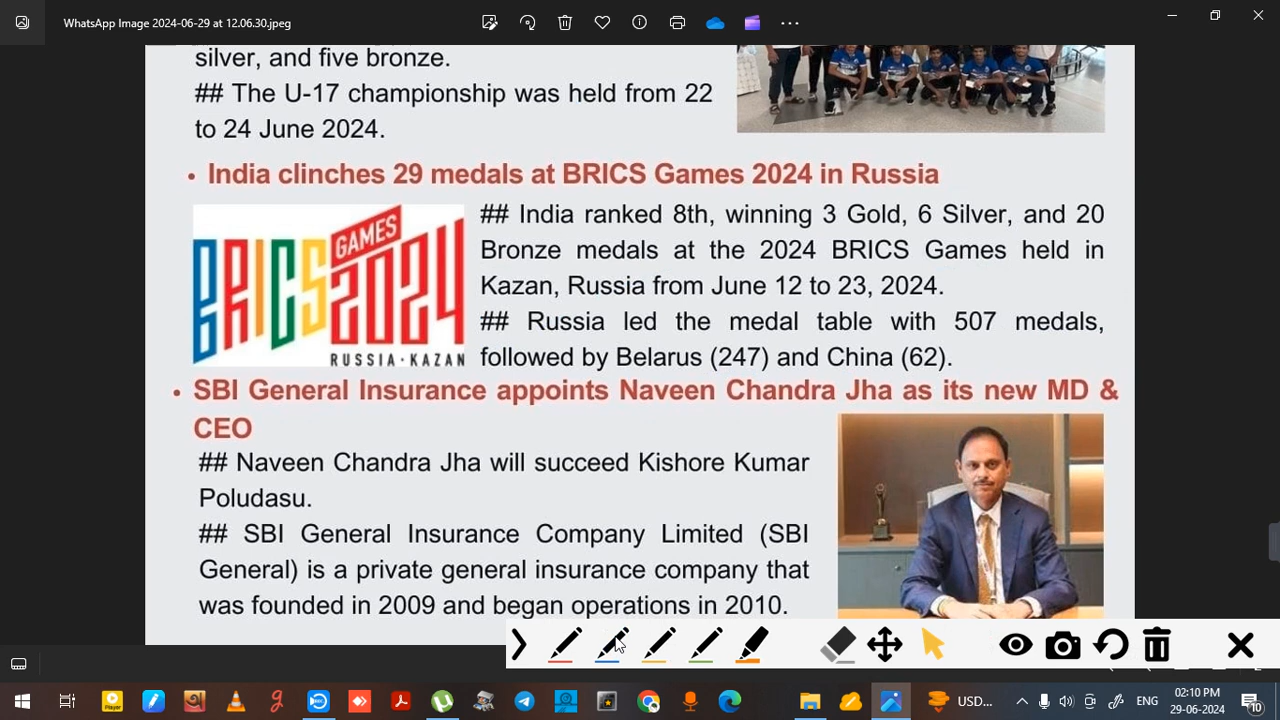 WhatsApp Image 2024-06-29 at 12.06.30.jpeg
silver, and five bronze.
## The U-17 championship was held from 22
to 24 June 2024.
• India clinches 29 medals at BRICS Games 2024 in Russia
BRICS
GAMES
2024
RUSSIA·KAZAN
## India ranked 8th, winning 3 Gold, 6 Silver, and 20
Bronze medals at the 2024 BRICS Games held in
Kazan, Russia from June 12 to 23, 2024.
## Russia led the medal table with 507 medals,
followed by Belarus (247) and China (62).
• SBI General Insurance appoints Naveen Chandra Jha as its new MD &
CEO
## Naveen Chandra Jha will succeed Kishore Kumar
Poludasu.
## SBI General Insurance Company Limited (SBI
General) is a private general insurance company that
was founded in 2009 and began operations in 2010.
Player
USD...
ENG
02:10 PM
29-06-2024
10